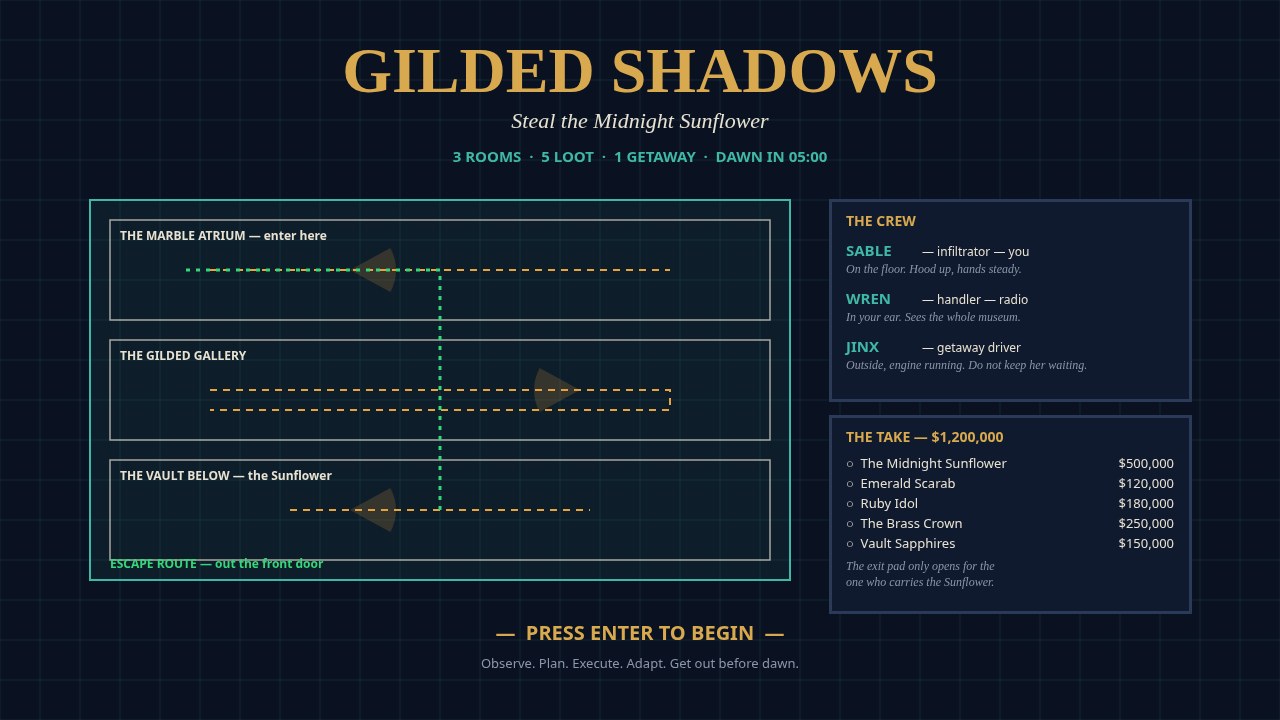 GILDED SHADOWS
Steal the Midnight Sunflower
3 ROOMS · 5 LOOT · 1 GETAWAY · DAWN IN 05:00
THE MARBLE ATRIUM — enter here
THE GILDED GALLERY
THE VAULT BELOW — the Sunflower
ESCAPE ROUTE — out the front door
THE CREW
SABLE — infiltrator — you
On the floor. Hood up, hands steady.
WREN — handler — radio
In your ear. Sees the whole museum.
JINX — getaway driver
Outside, engine running. Do not keep her waiting.
THE TAKE — $1,200,000
○ The Midnight Sunflower $500,000
○ Emerald Scarab $120,000
○ Ruby Idol $180,000
○ The Brass Crown $250,000
○ Vault Sapphires $150,000
The exit pad only opens for the
one who carries the Sunflower.
— PRESS ENTER TO BEGIN —
Observe. Plan. Execute. Adapt. Get out before dawn.